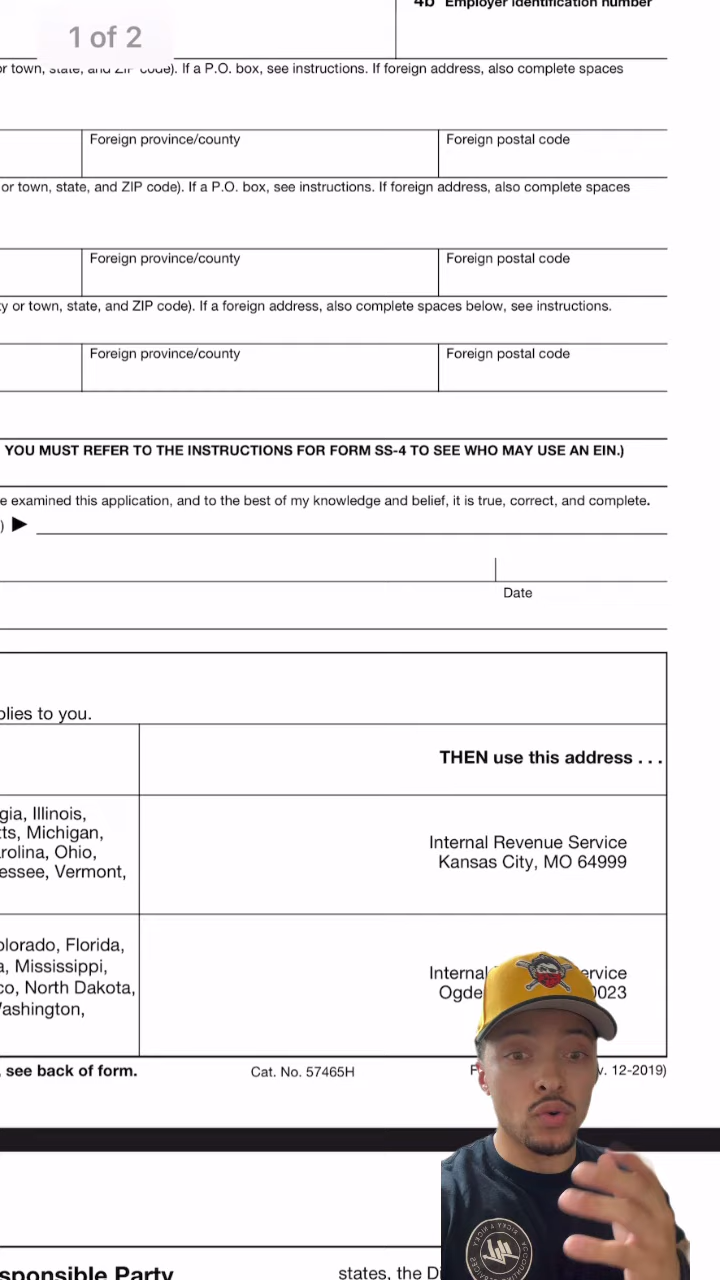 4b Employer identification number
1 of 2
or town, state, and ZIP code). If a P.O. box, see instructions. If foreign address, also complete spaces
Foreign province/county
Foreign postal code
or town, state, and ZIP code). If a P.O. box, see instructions. If foreign address, also complete spaces
Foreign province/county
Foreign postal code
y or town, state, and ZIP code). If a foreign address, also complete spaces below, see instructions.
Foreign province/county
Foreign postal code
YOU MUST REFER TO THE INSTRUCTIONS FOR FORM SS-4 TO SEE WHO MAY USE AN EIN.)
e examined this application, and to the best of my knowledge and belief, it is true, correct, and complete.
) ▶
Date
plies to you.
THEN use this address . . .
gia, Illinois,
tts, Michigan,
rolina, Ohio,
essee, Vermont,
Internal Revenue Service
Kansas City, MO 64999
olorado, Florida,
a, Mississippi,
co, North Dakota,
Washington,
Internal
ervice
Ogde
0023
see back of form.
Cat. No. 57465H
F
v. 12-2019)
sponsible Party
states, the Di